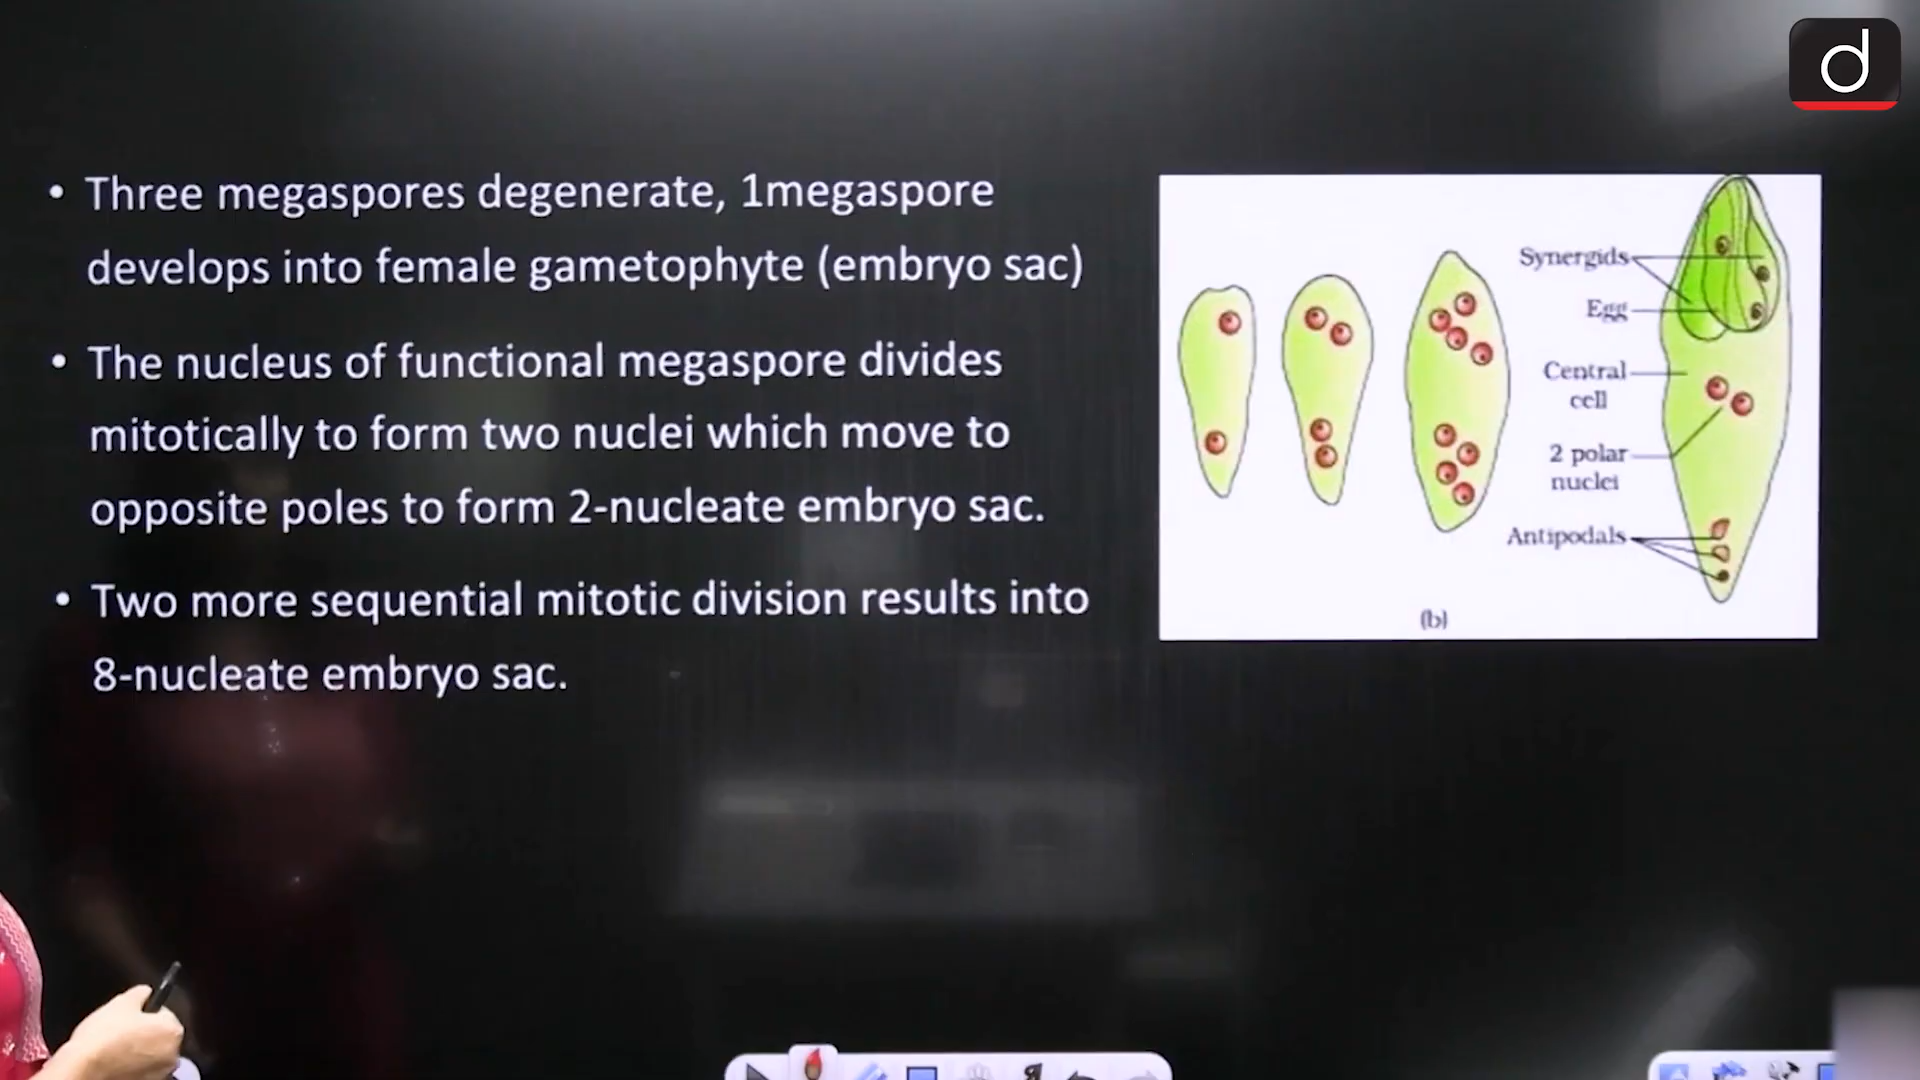 d
• Three megaspores degenerate, 1megaspore
develops into female gametophyte (embryo sac)
• The nucleus of functional megaspore divides
mitotically to form two nuclei which move to
opposite poles to form 2-nucleate embryo sac.
• Two more sequential mitotic division results into
8-nucleate embryo sac.
Synergids
Egg
Central
cell
2 polar
nuclei
Antipodals
(b)